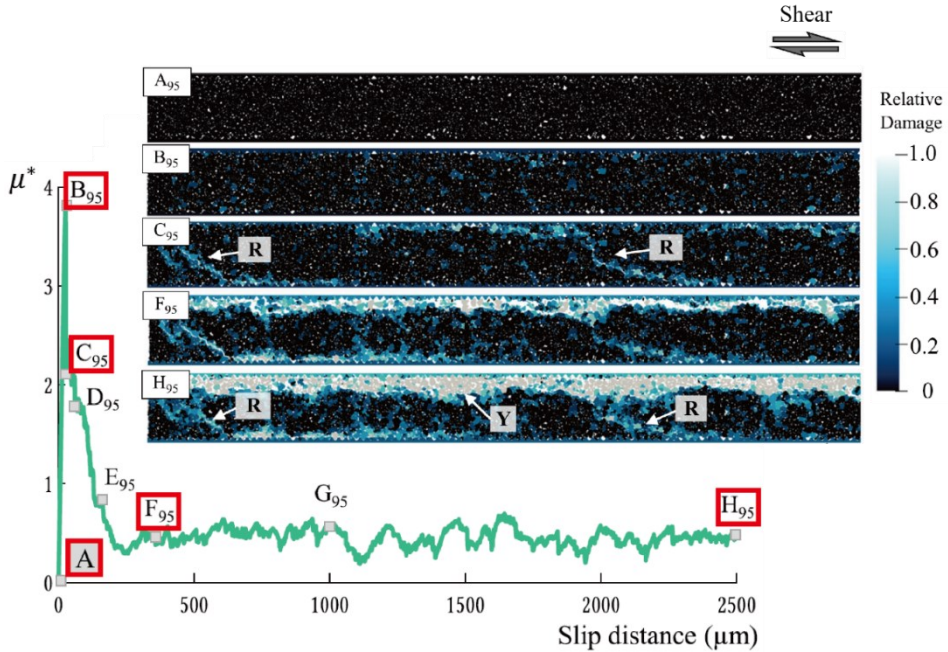 Shear
A₉₅
Relative
Damage
B₉₅
1.0
0.8
0.6
0.4
0.2
0
C₉₅
R
R
F₉₅
H₉₅
R
Y
R
μ*
4
3
2
1
0
B₉₅
C₉₅
D₉₅
E₉₅
F₉₅
G₉₅
H₉₅
A
0
500
1000
1500
2000
2500
Slip distance (μm)